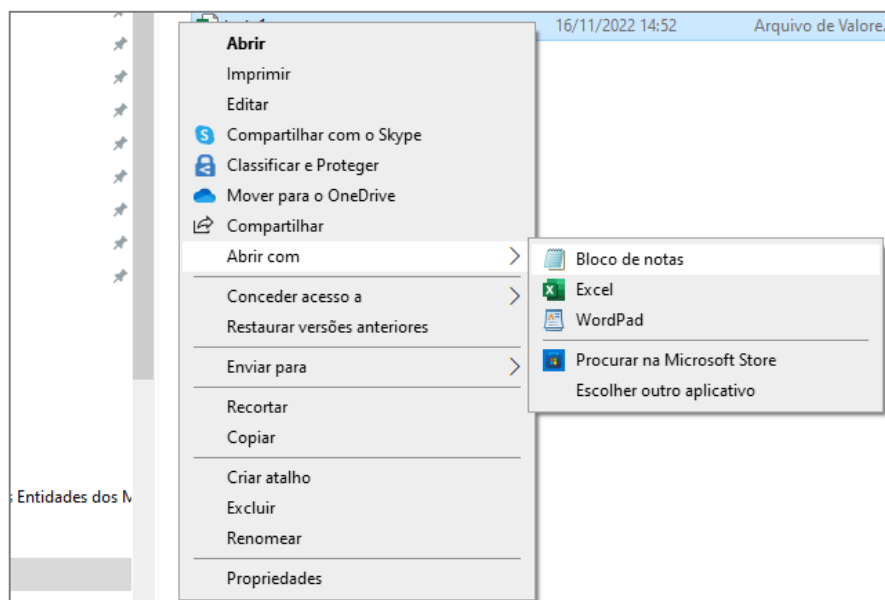 16/11/2022 14:52 Arquivo de Valore
Abrir
Imprimir
Editar
Compartilhar com o Skype
Classificar e Proteger
Mover para o OneDrive
Compartilhar
Abrir com
Conceder acesso a
Restaurar versões anteriores
Enviar para
Recortar
Copiar
Criar atalho
Excluir
Renomear
Propriedades
Bloco de notas
Excel
WordPad
Procurar na Microsoft Store
Escolher outro aplicativo
Entidades dos